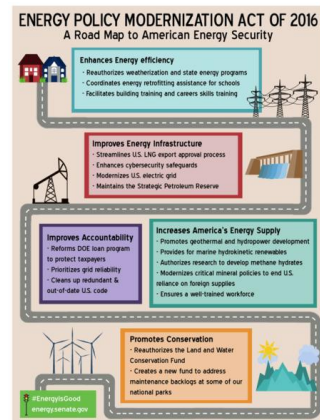 ENERGY POLICY MODERNIZATION ACT OF 2016
A Road Map to American Energy Security
Enhances Energy efficiency
- Reauthorizes weatherization and state energy programs
- Coordinates energy retrofitting assistance for schools
- Facilitates building training and careers skills training
Improves Energy Infrastructure
- Streamlines U.S. LNG export approval process
- Enhances cybersecurity safeguards
- Modernizes U.S. electric grid
- Maintains the Strategic Petroleum Reserve
Improves Accountability
- Reforms DOE loan program
to protect taxpayers
- Prioritizes grid reliability
- Cleans up redundant &
out-of-date U.S. code
Increases America's Energy Supply
- Promotes geothermal and hydropower development
- Provides for marine hydrokinetic renewables
- Authorizes research to develop methane hydrates
- Modernizes critical mineral policies to end U.S.
reliance on foreign supplies
- Ensures a well-trained workforce
Promotes Conservation
- Reauthorizes the Land and Water
Conservation Fund
- Creates a new fund to address
maintenance backlogs at some of our
national parks
#EnergyIsGood
energy.senate.gov